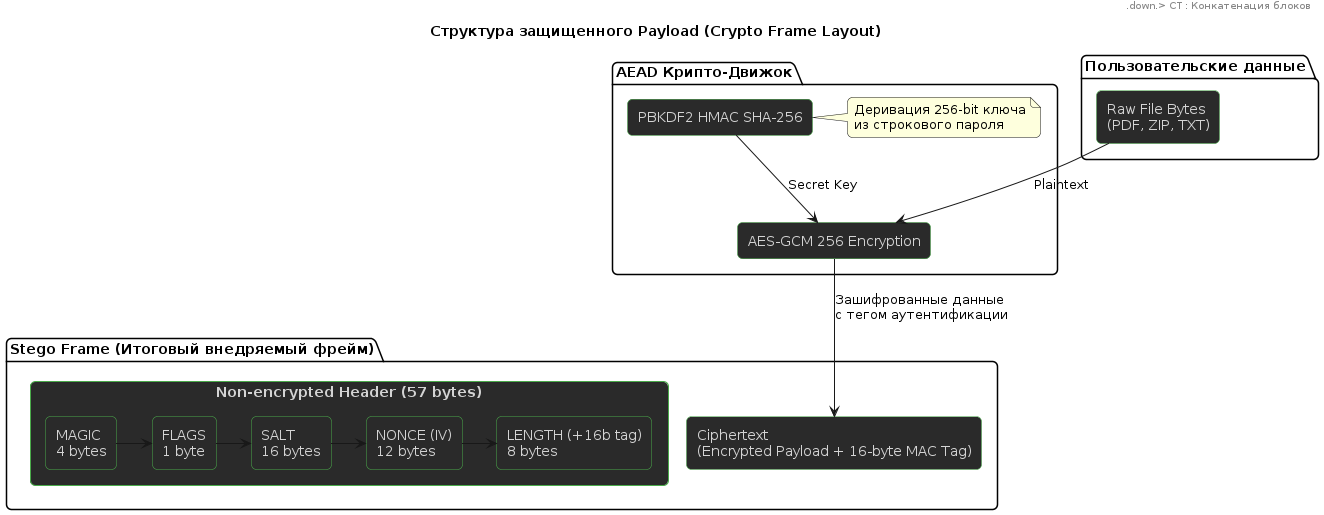 .down.> CT : Конкатенация блоков
Структура защищенного Payload (Crypto Frame Layout)
AEAD Крипто-Движок
PBKDF2 HMAC SHA-256
Деривация 256-bit ключа
из строкового пароля
Пользовательские данные
Raw File Bytes
(PDF, ZIP, TXT)
Secret Key
Plaintext
AES-GCM 256 Encryption
Зашифрованные данные
с тегом аутентификации
Stego Frame (Итоговый внедряемый фрейм)
Non-encrypted Header (57 bytes)
MAGIC
4 bytes
FLAGS
1 byte
SALT
16 bytes
NONCE (IV)
12 bytes
LENGTH (+16b tag)
8 bytes
Ciphertext
(Encrypted Payload + 16-byte MAC Tag)